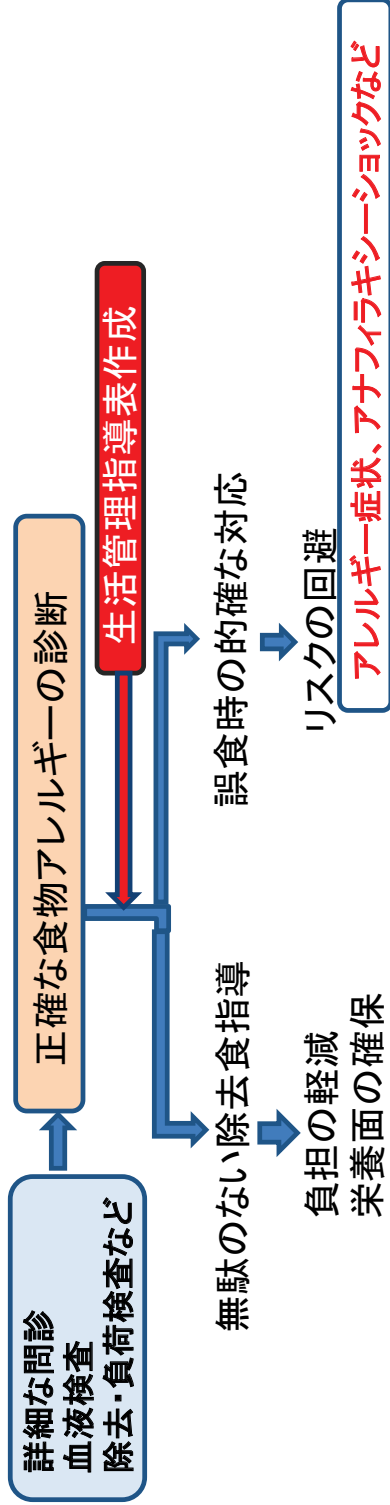 詳細な問診
血液検査
除去・負荷検査など
正確な食物アレルギーの診断
生活管理指導表作成
無駄のない除去食指導
負担の軽減
栄養面の確保
誤食時の的確な対応
リスクの回避
アレルギー症状、アナフィラキシーショックなど